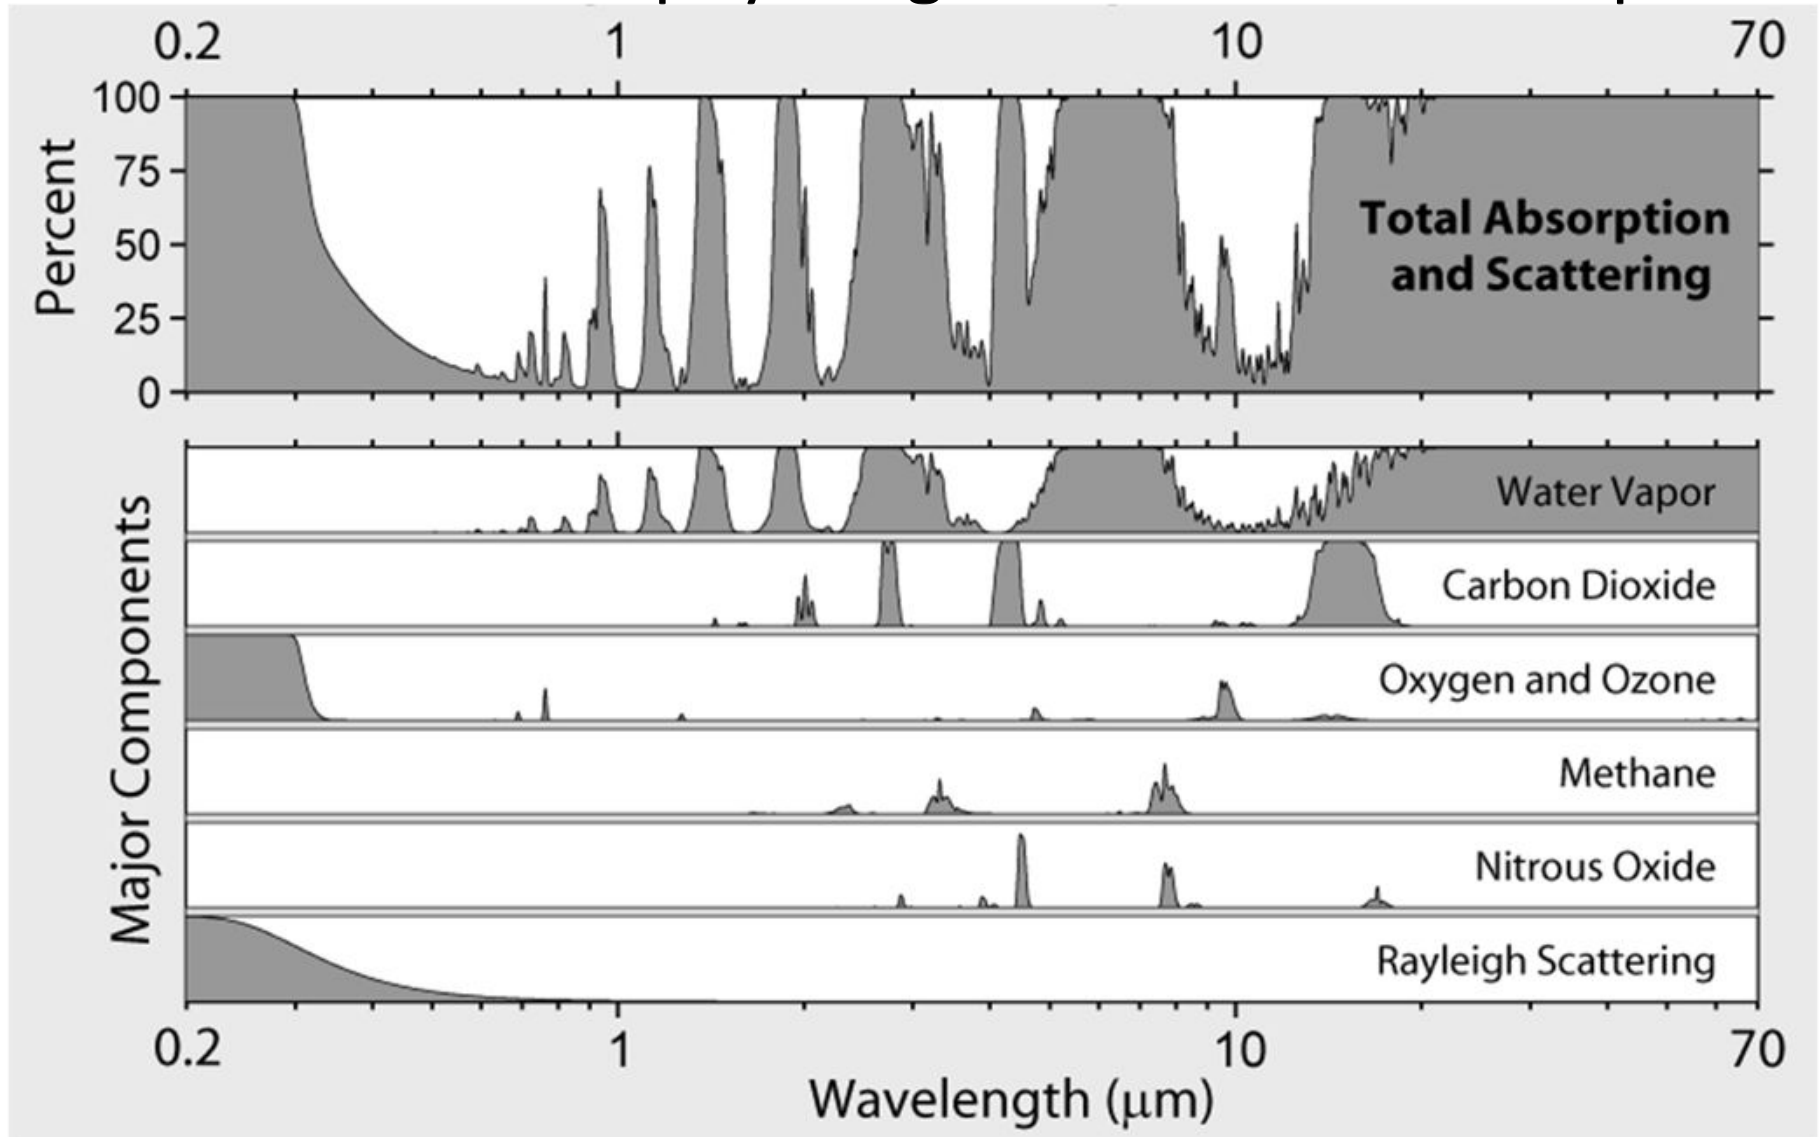 0.2 1 10 70
100
75
50
25
0
Percent
Total Absorption
and Scattering
Major Components
Water Vapor
Carbon Dioxide
Oxygen and Ozone
Methane
Nitrous Oxide
Rayleigh Scattering
0.2 1 10 70
Wavelength (μm)